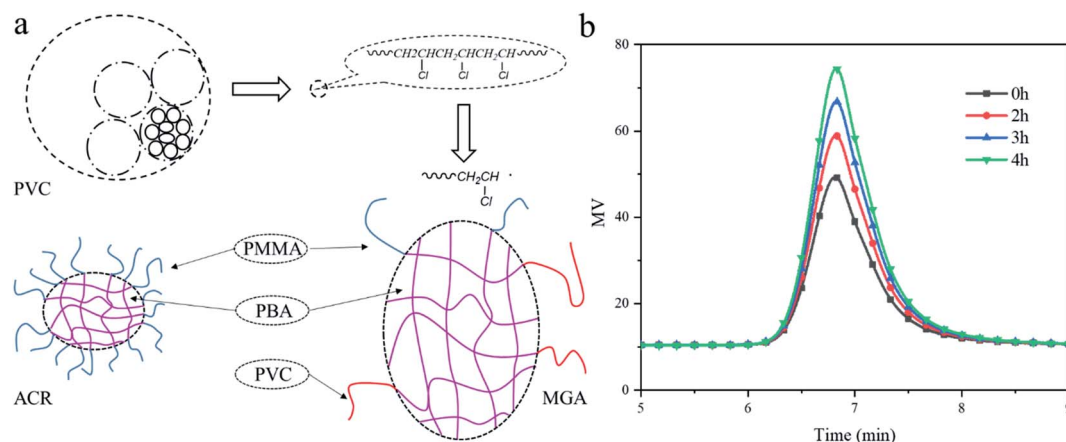 a
CH2CHCH₂CHCH₂CH
Cl Cl Cl
PVC
CH₂CH ·
Cl
PMMA
PBA
PVC
ACR
MGA
b
80
60
40
20
0
MV
0h
2h
3h
4h
5 6 7 8 9
Time (min)